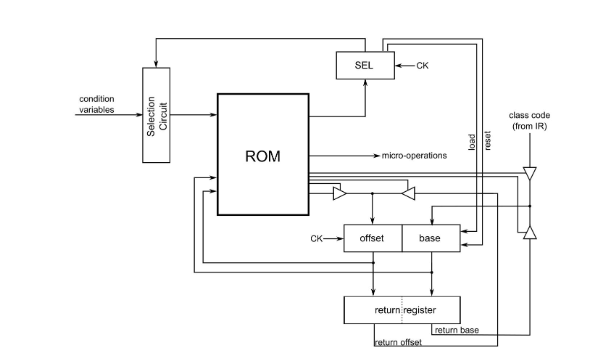 SEL
CK
condition
variables
Selection
Circuit
class code
(from IR)
ROM
load
reset
micro-operations
CK
offset
base
return register
return base
return offset